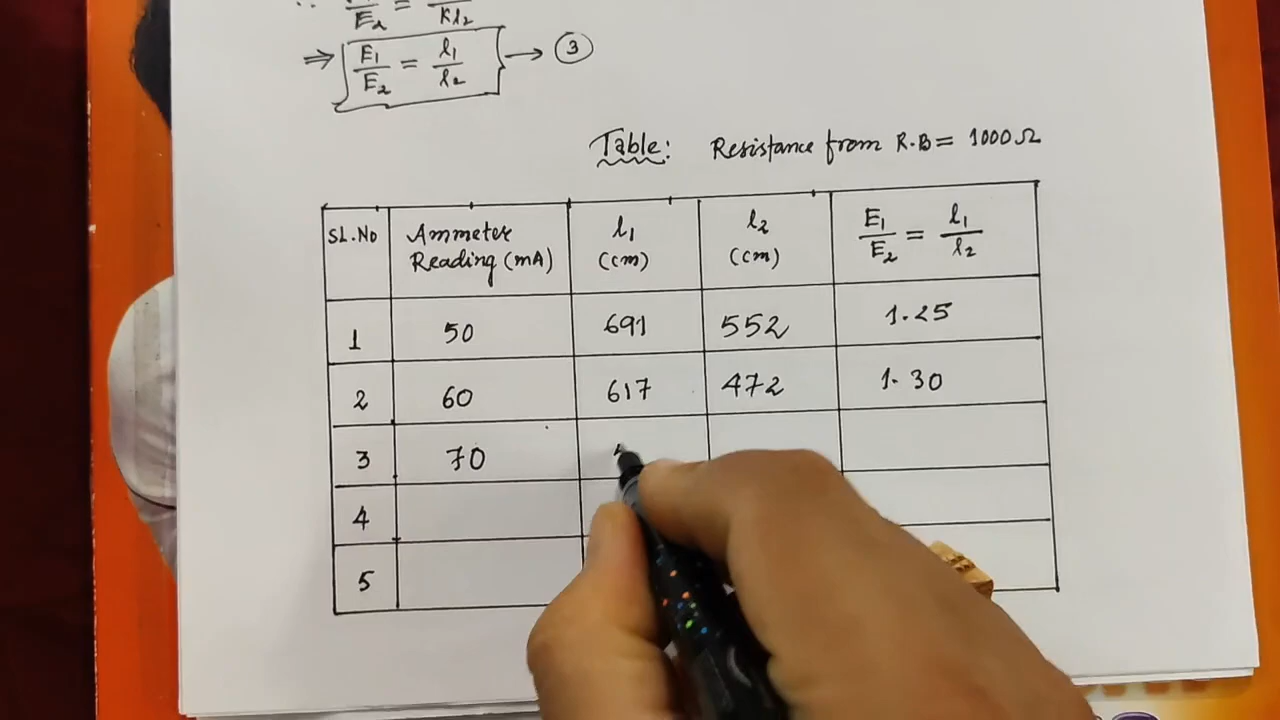 ∴ E₂ = Kl₂
⇒ E₁/E₂ = l₁/l₂ → ③
Table: Resistance from R.B = 1000Ω
SL.No Ammeter Reading (mA) l₁ (cm) l₂ (cm) E₁/E₂ = l₁/l₂
1 50 691 552 1.25
2 60 617 472 1.30
3 70
4
5